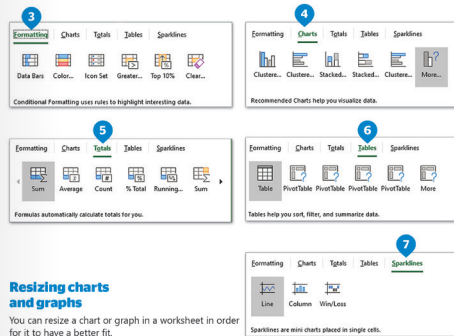 3
Formatting Charts Totals Tables Sparklines
Data Bars Color... Icon Set Greater... Top 10% Clear...
Conditional Formatting uses rules to highlight interesting data.
4
Formatting Charts Totals Tables Sparklines
Clustere... Clustere... Stacked... Stacked... Clustere... More...
Recommended Charts help you visualize data.
5
Formatting Charts Totals Tables Sparklines
Sum Average Count % Total Running... Sum
Formulas automatically calculate totals for you.
6
Formatting Charts Totals Tables Sparklines
Table PivotTable PivotTable PivotTable PivotTable More
Tables help you sort, filter, and summarize data.
7
Formatting Charts Totals Tables Sparklines
Line Column Win/Loss
Sparklines are mini charts placed in single cells.
Resizing charts
and graphs
You can resize a chart or graph in a worksheet in order
for it to have a better fit.